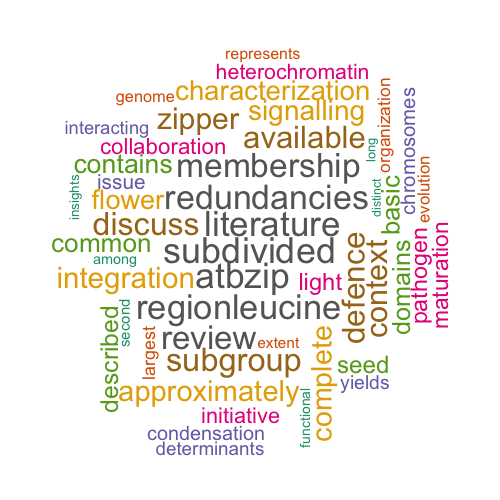 represents
heterochromatin
characterization
genome
signalling
zipper
interacting
available
collaboration
contains
membership
issue
flower
redundancies
discuss
literature
common
subdivided
among
integration
atbzip
light
regionleucine
review
extent
subgroup
seed
approximately
yields
initiative
condensation
determinants
insights
described
second
largest
functional
complete
defence
context
long
distinct
organization
basic
domains
chromosomes
evolution
pathogen
maturation